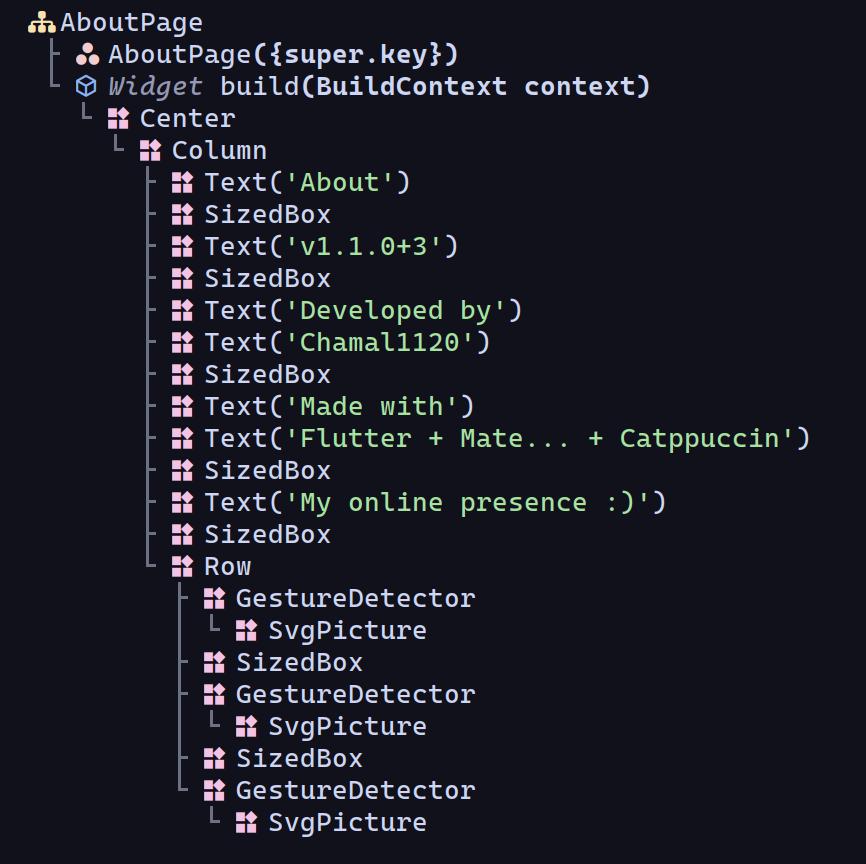 AboutPage
AboutPage({super.key})
Widget build(BuildContext context)
Center
Column
Text('About')
SizedBox
Text('v1.1.0+3')
SizedBox
Text('Developed by')
Text('Chamal1120')
SizedBox
Text('Made with')
Text('Flutter + Mate... + Catppuccin')
SizedBox
Text('My online presence :)')
SizedBox
Row
GestureDetector
SvgPicture
SizedBox
GestureDetector
SvgPicture
SizedBox
GestureDetector
SvgPicture